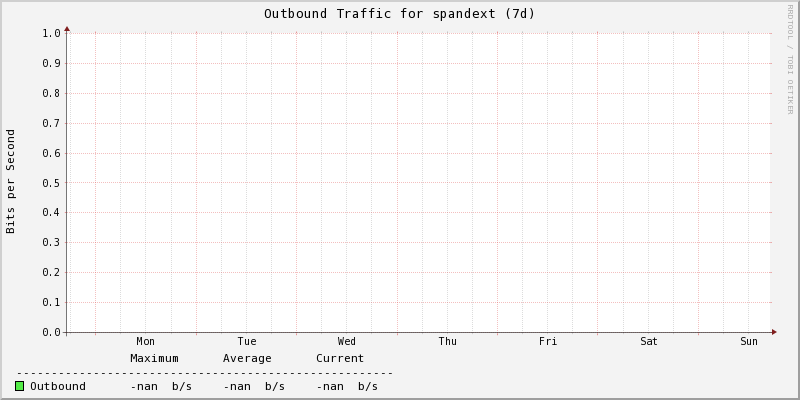 Outbound Traffic for spandext (7d)
RRDTOOL / TOBI OETIKER
Bits per Second
1.0
0.9
0.8
0.7
0.6
0.5
0.4
0.3
0.2
0.1
0.0
Mon Tue Wed Thu Fri Sat Sun
Maximum Average Current
Outbound -nan b/s -nan b/s -nan b/s